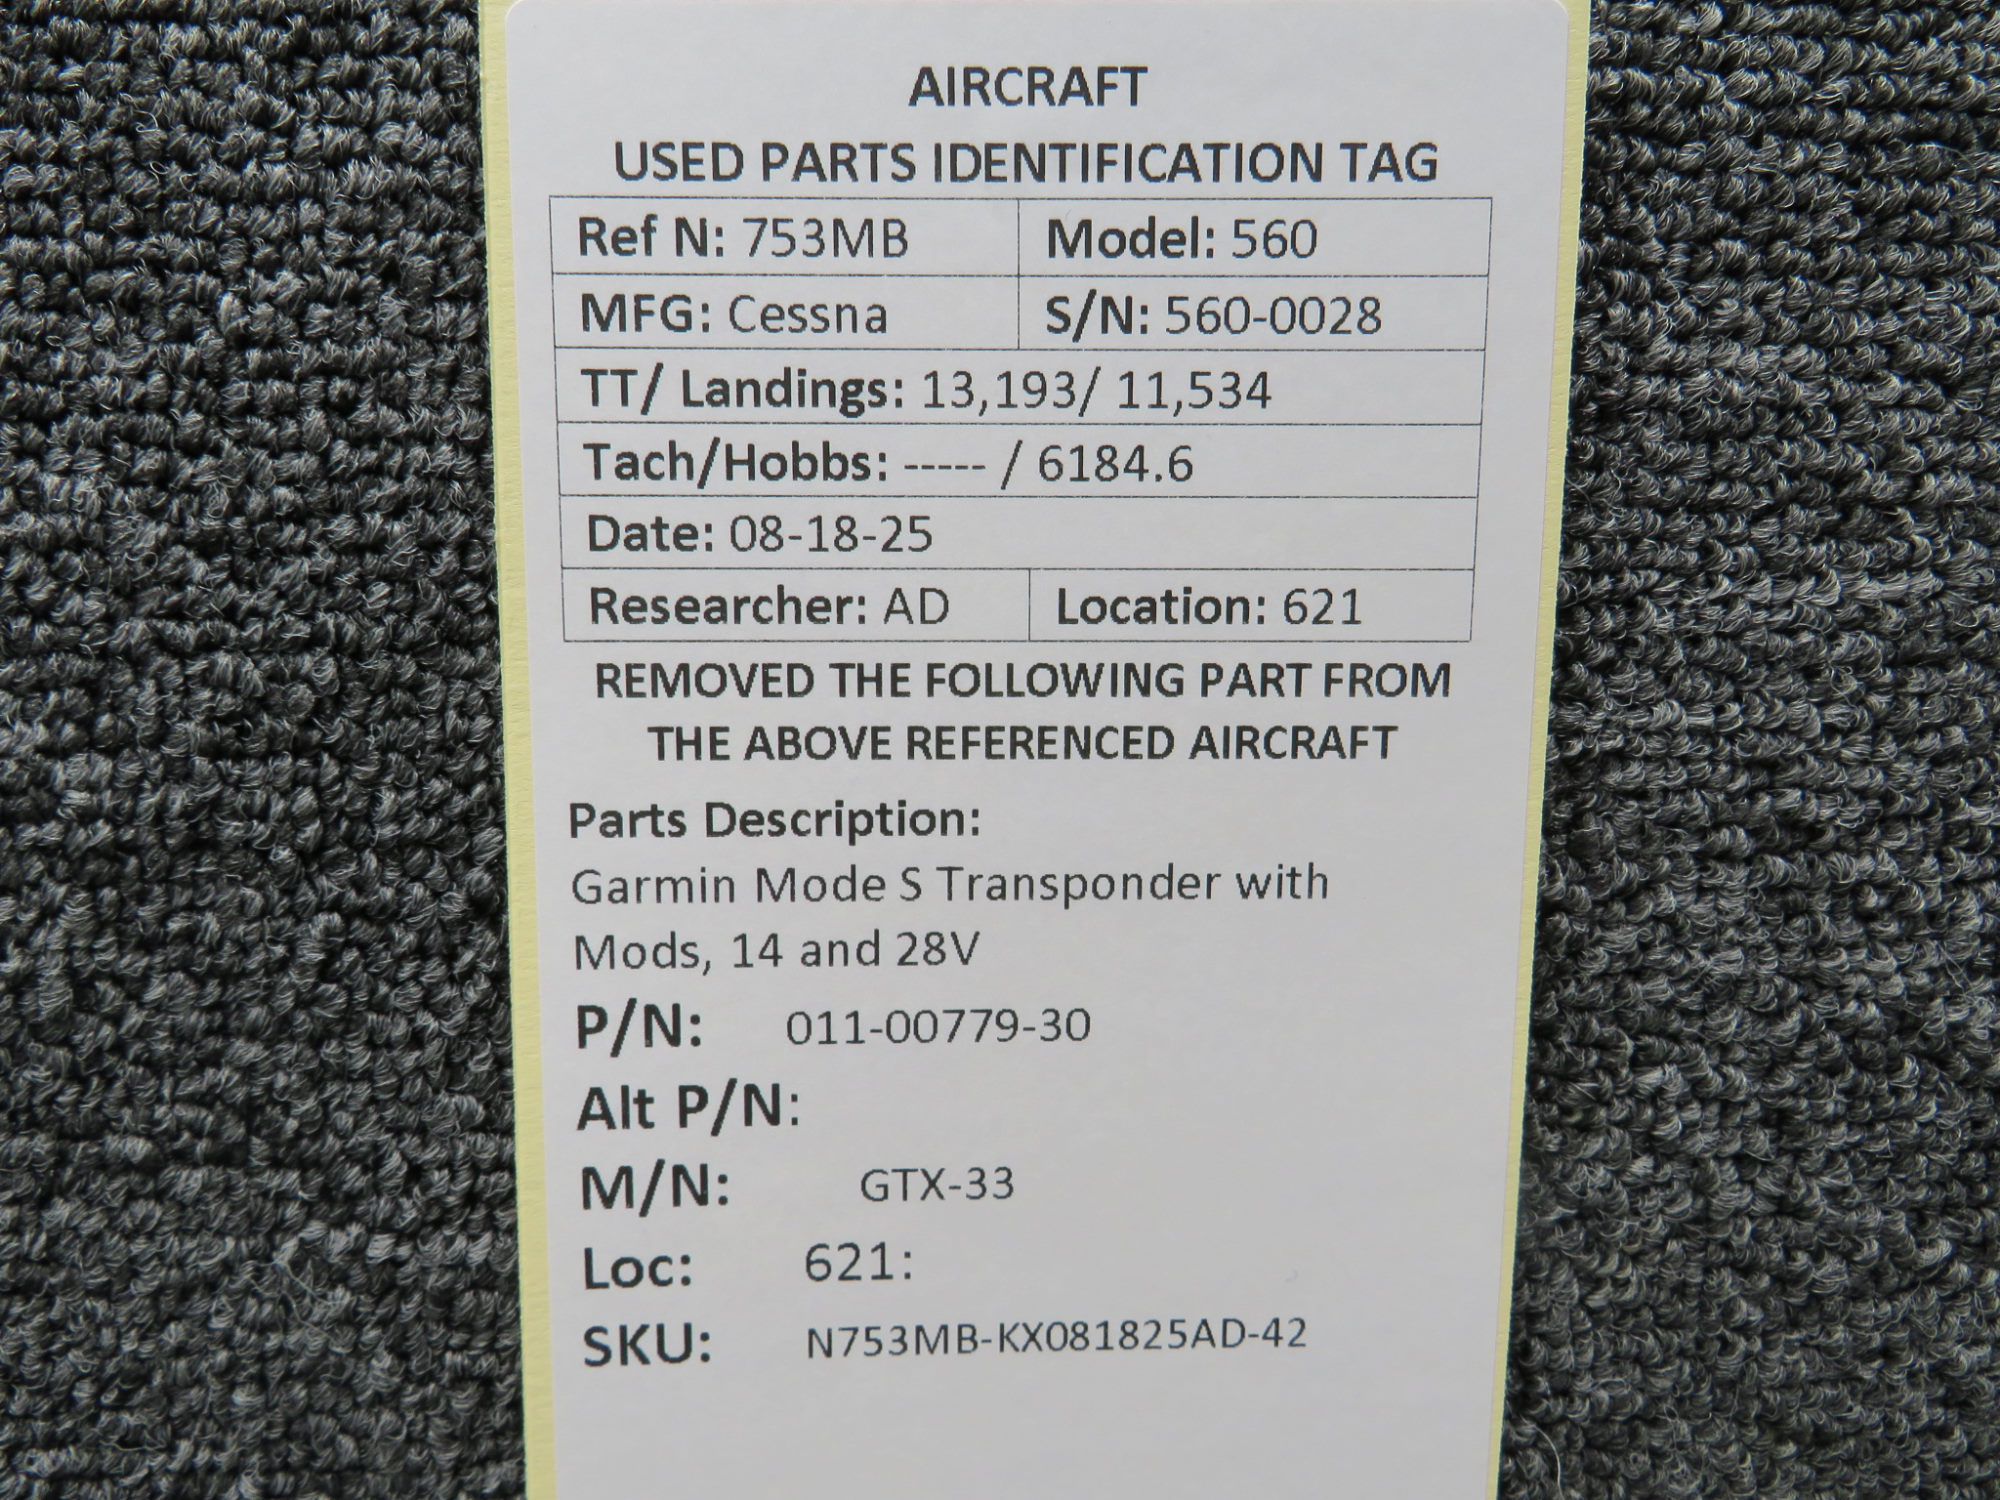 AIRCRAFT
USED PARTS IDENTIFICATION TAG
Ref N: 753MB Model: 560
MFG: Cessna S/N: 560-0028
TT/ Landings: 13,193/ 11,534
Tach/Hobbs: ----- / 6184.6
Date: 08-18-25
Researcher: AD Location: 621
REMOVED THE FOLLOWING PART FROM
THE ABOVE REFERENCED AIRCRAFT
Parts Description:
Garmin Mode S Transponder with
Mods, 14 and 28V
P/N: 011-00779-30
Alt P/N:
M/N: GTX-33
Loc: 621:
SKU: N753MB-KX081825AD-42